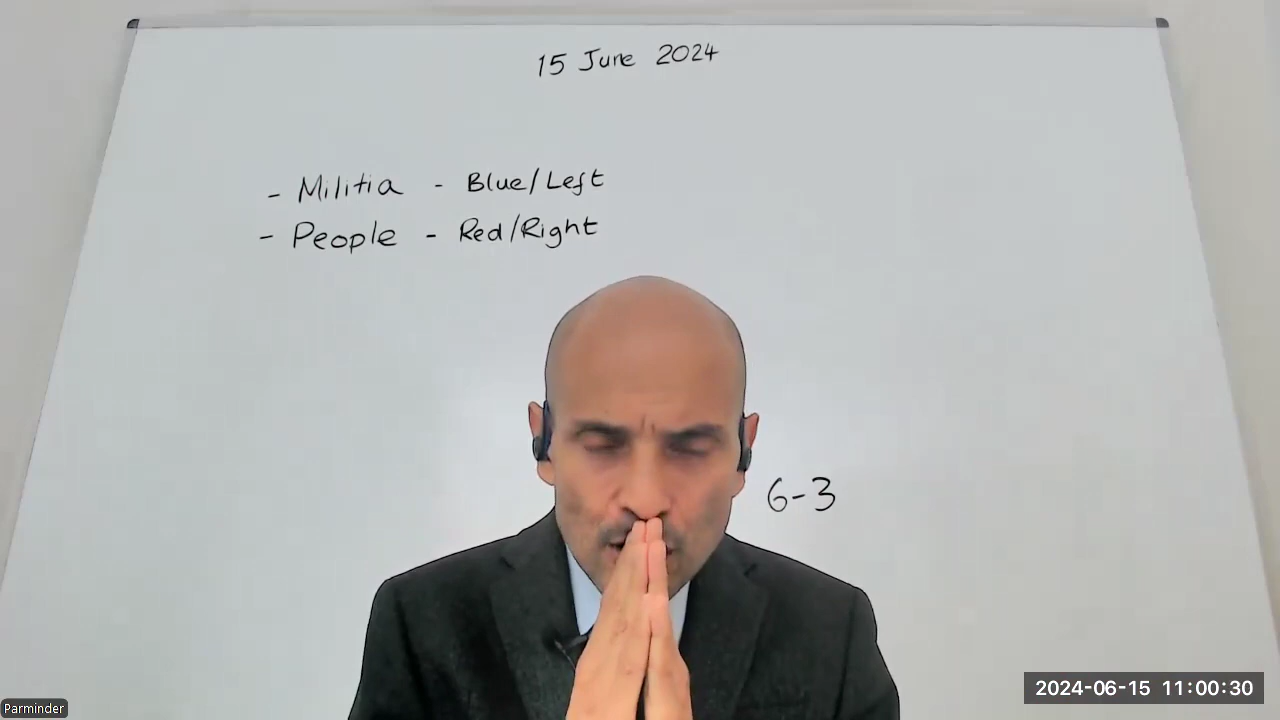 15 June 2024
- Militia - Blue/Left
- People - Red/Right
6-3
Parminder
2024-06-15 11:00:30